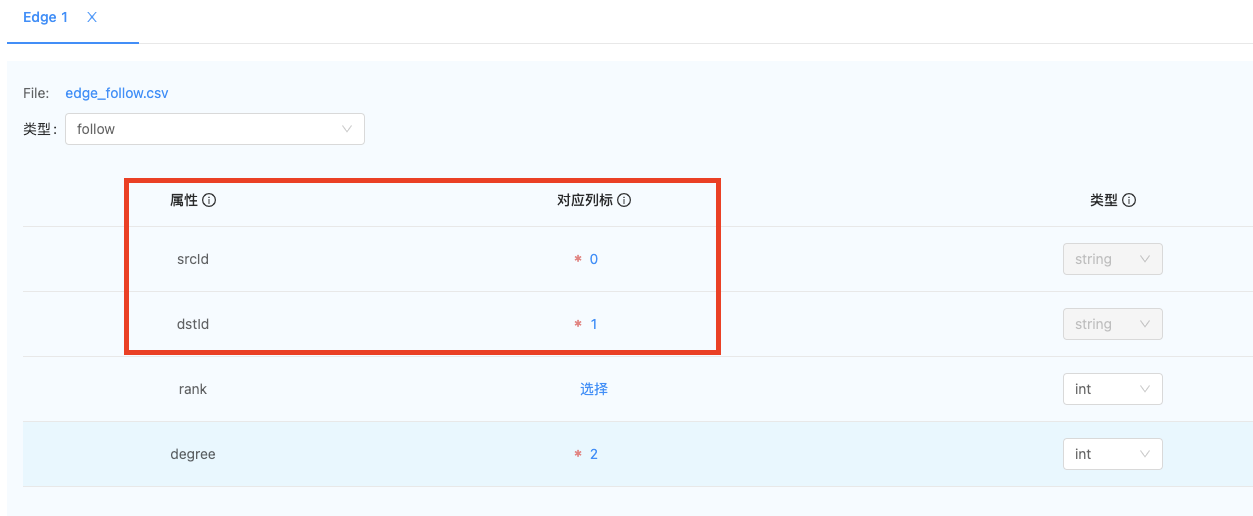 Edge 1 X
File: edge_follow.csv
类型: follow
属性 对应列标 类型
srcId * 0 string
dstId * 1 string
rank 选择 int
degree * 2 int